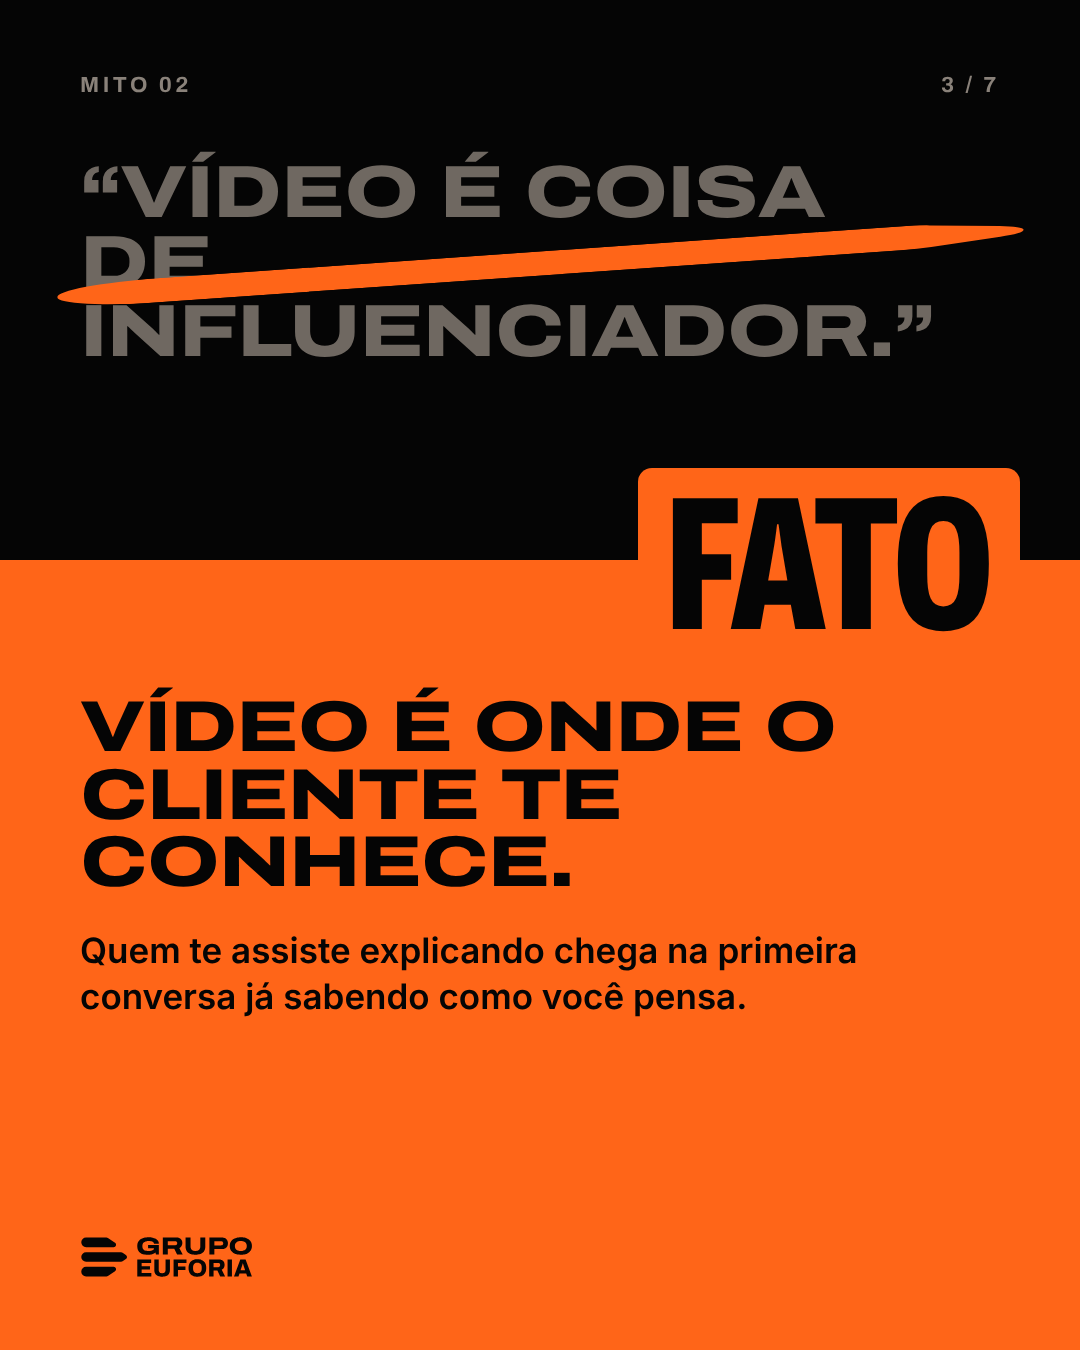 MITO 02
3 / 7
“VÍDEO É COISA
DE
INFLUENCIADOR.”
FATO
VÍDEO É ONDE O
CLIENTE TE
CONHECE.
Quem te assiste explicando chega na primeira
conversa já sabendo como você pensa.
GRUPO
EUFORIA